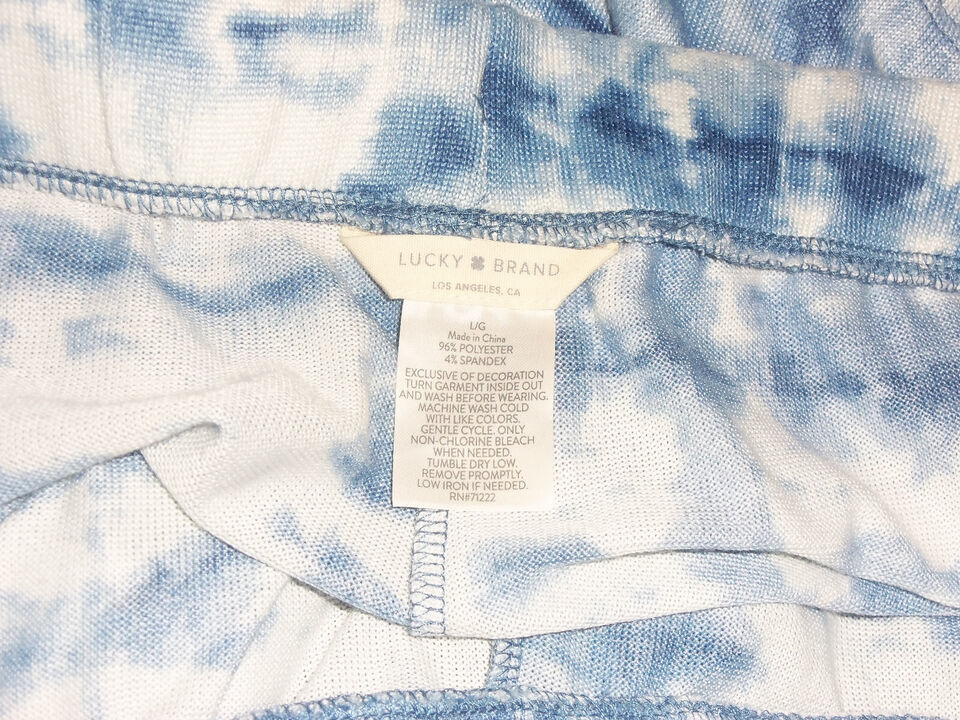 LUCKY BRAND
LOS ANGELES, CA
L/G
Made in China
96% POLYESTER
4% SPANDEX
EXCLUSIVE OF DECORATION
TURN GARMENT INSIDE OUT
AND WASH BEFORE WEARING.
MACHINE WASH COLD
WITH LIKE COLORS.
GENTLE CYCLE. ONLY
NON-CHLORINE BLEACH
WHEN NEEDED.
TUMBLE DRY LOW.
REMOVE PROMPTLY.
LOW IRON IF NEEDED.
RN#71222